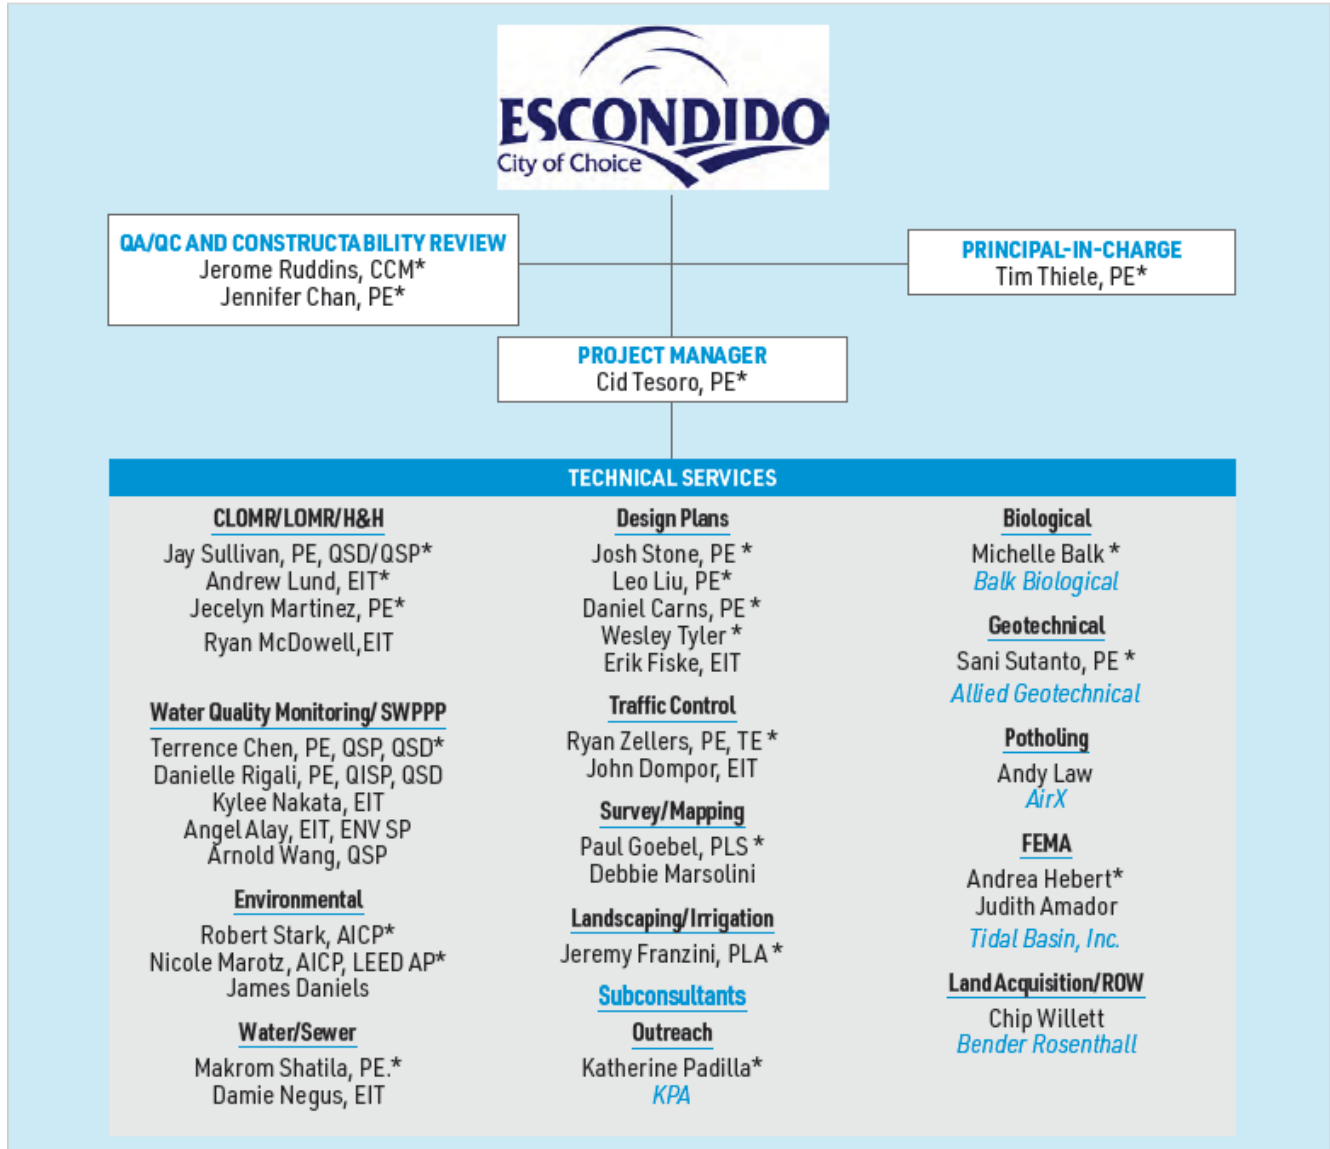 ESCONDIDO
City of Choice
QA/QC AND CONSTRUCTABILITY REVIEW
Jerome Ruddins, CCM*
Jennifer Chan, PE*
PRINCIPAL-IN-CHARGE
Tim Thiele, PE*
PROJECT MANAGER
Cid Tesoro, PE*
TECHNICAL SERVICES
CLOMR/LOMR/H&H
Jay Sullivan, PE, QSD/QSP*
Andrew Lund, EIT*
Jecelyn Martinez, PE*
Ryan McDowell,EIT
Water Quality Monitoring/ SWPPP
Terrence Chen, PE, QSP, QSD*
Danielle Rigali, PE, QISP, QSD
Kylee Nakata, EIT
Angel Alay, EIT, ENV SP
Arnold Wang, QSP
Environmental
Robert Stark, AICP*
Nicole Marotz, AICP, LEED AP*
James Daniels
Water/Sewer
Makrom Shatila, PE.*
Damie Negus, EIT
Design Plans
Josh Stone, PE *
Leo Liu, PE*
Daniel Carns, PE *
Wesley Tyler *
Erik Fiske, EIT
Traffic Control
Ryan Zellers, PE, TE *
John Dompor, EIT
Survey/Mapping
Paul Goebel, PLS *
Debbie Marsolini
Landscaping/Irrigation
Jeremy Franzini, PLA *
Subconsultants
Outreach
Katherine Padilla*
KPA
Biological
Michelle Balk *
Balk Biological
Geotechnical
Sani Sutanto, PE *
Allied Geotechnical
Potholing
Andy Law
AirX
FEMA
Andrea Hebert*
Judith Amador
Tidal Basin, Inc.
Land Acquisition/ROW
Chip Willett
Bender Rosenthall